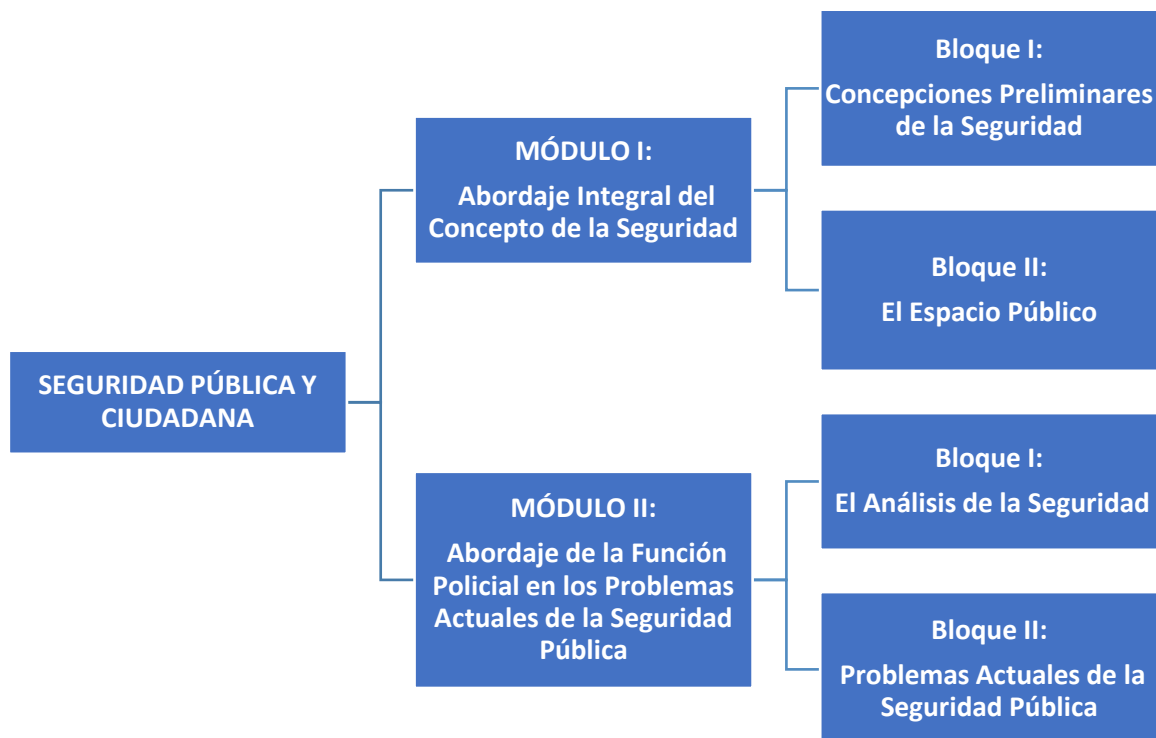 SEGURIDAD PÚBLICA Y
CIUDADANA
MÓDULO I:
Abordaje Integral del
Concepto de la Seguridad
Bloque I:
Concepciones Preliminares
de la Seguridad
Bloque II:
El Espacio Público
MÓDULO II:
Abordaje de la Función
Policial en los Problemas
Actuales de la Seguridad
Pública
Bloque I:
El Análisis de la Seguridad
Bloque II:
Problemas Actuales de la
Seguridad Pública